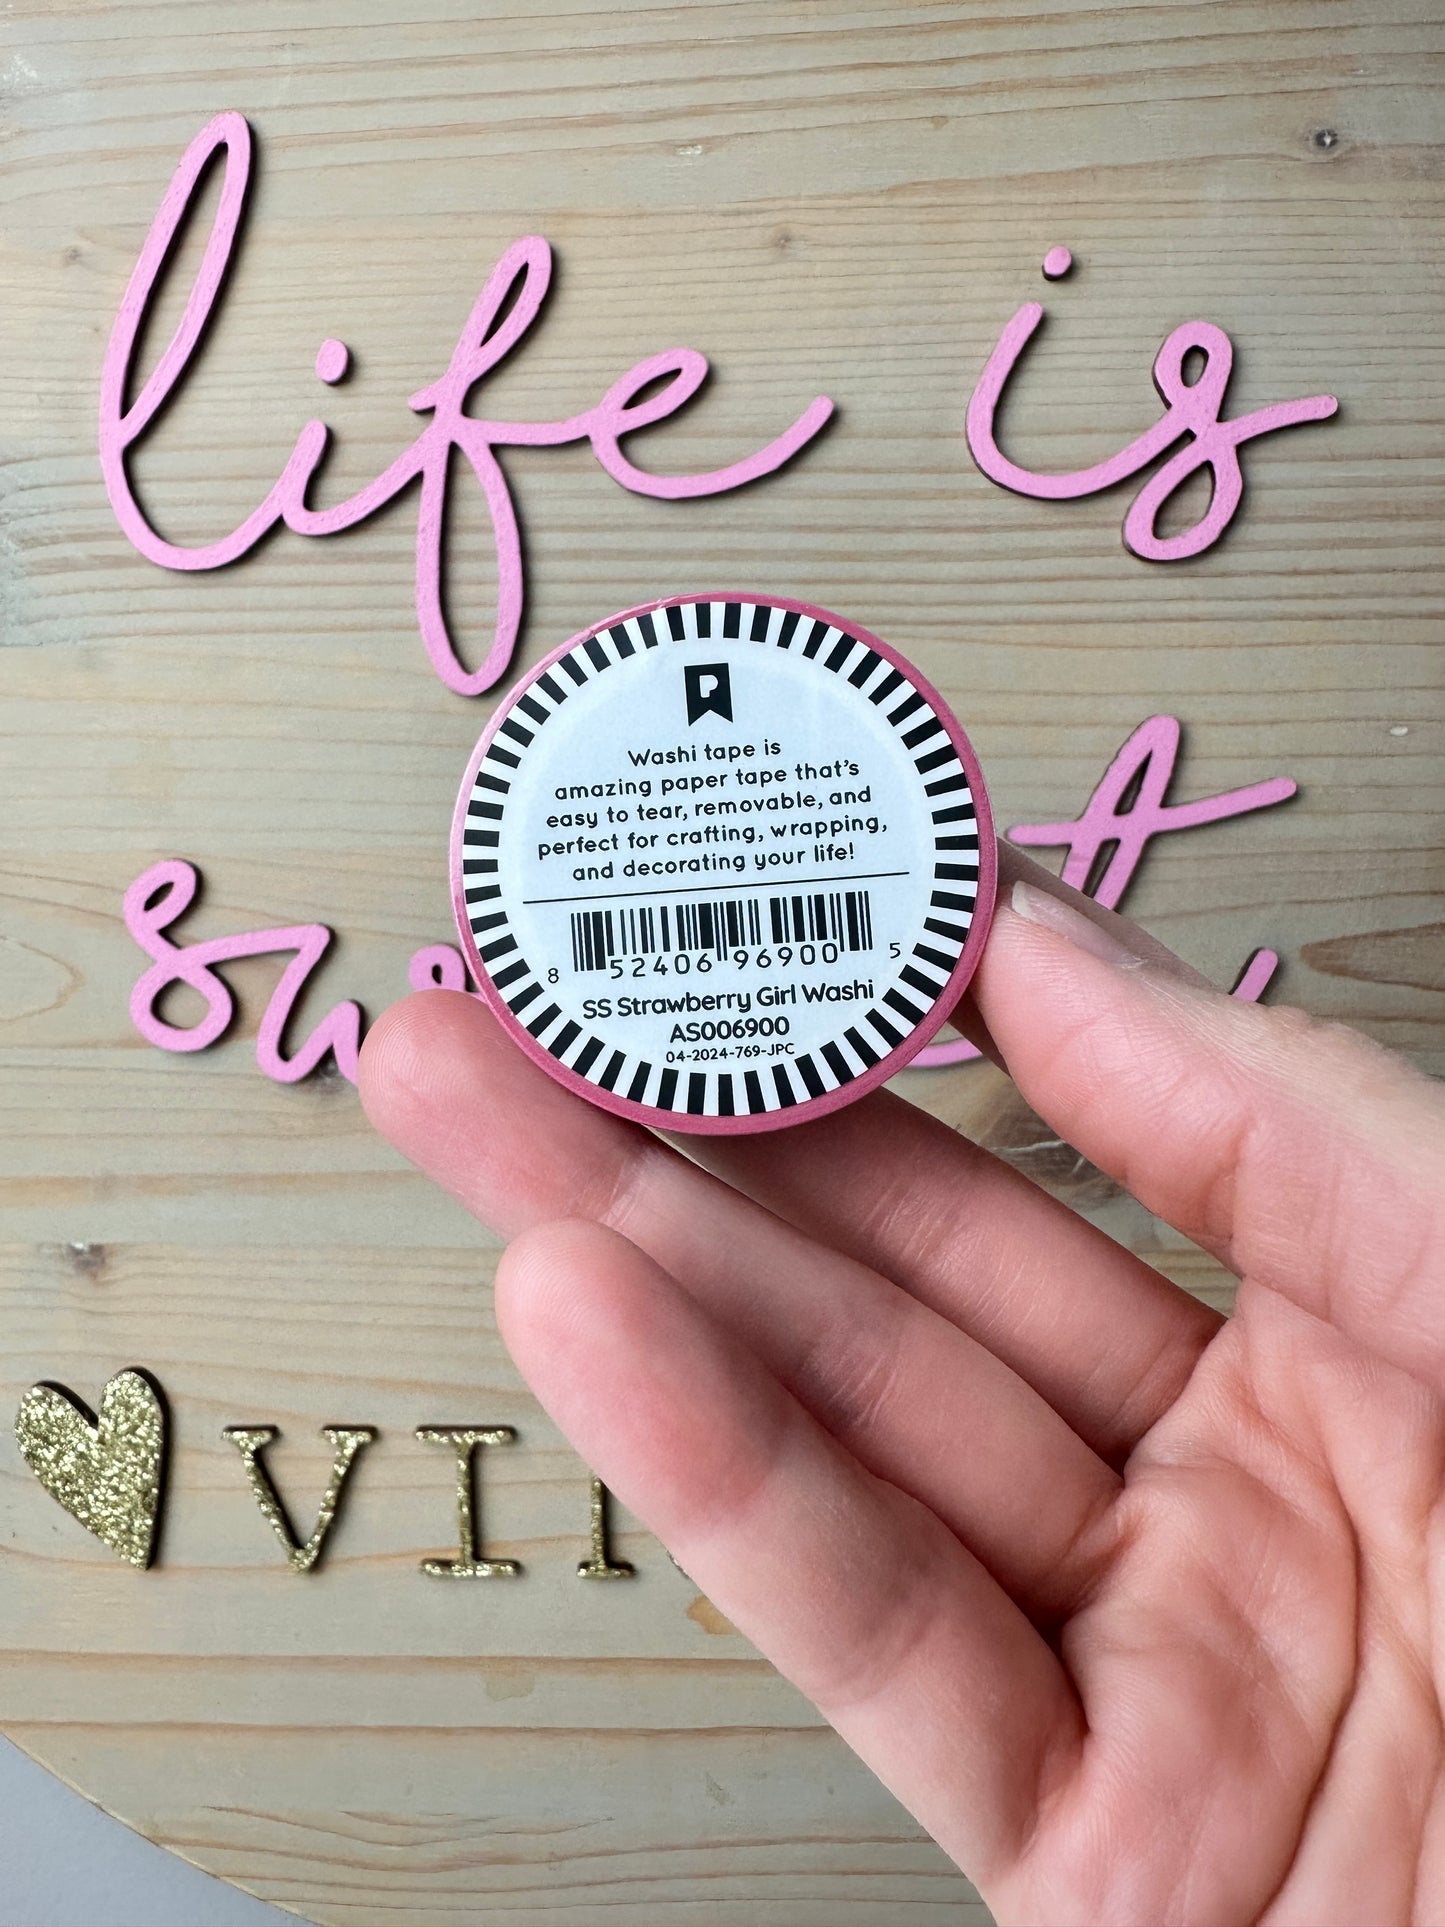 life is
Washi tape is
amazing paper tape that's
easy to tear, removable, and
perfect for crafting, wrapping,
and decorating your life!
8 52406 96900 5
SS Strawberry Girl Washi
AS006900
04-2024-769-JPC